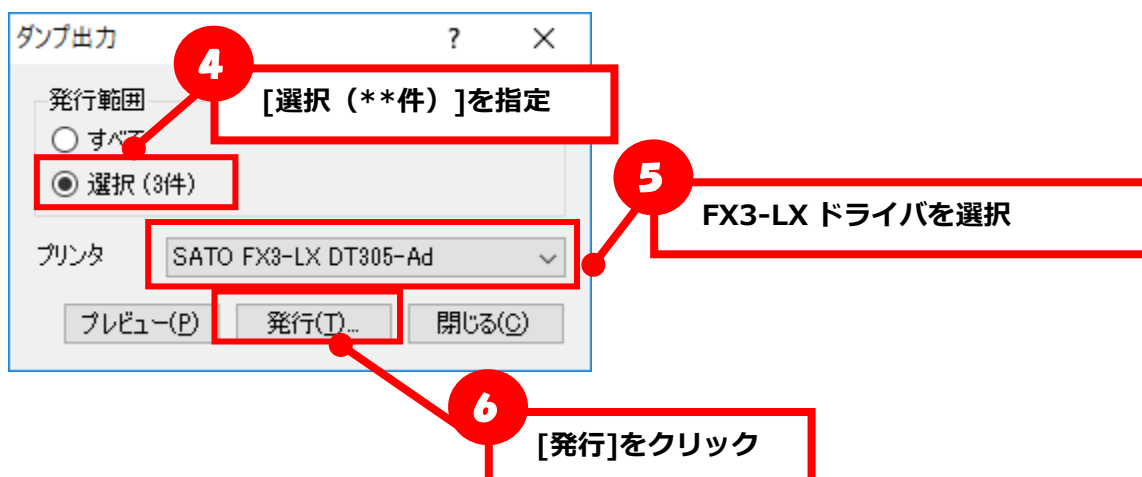 ダンプ出力 ? ×
4
[選択（**件）]を指定
発行範囲
すべて
選択 (3件)
5
FX3-LX ドライバを選択
プリンタ SATO FX3-LX DT305-Ad
プレビュー(P) 発行(T)... 閉じる(C)
6
[発行]をクリック